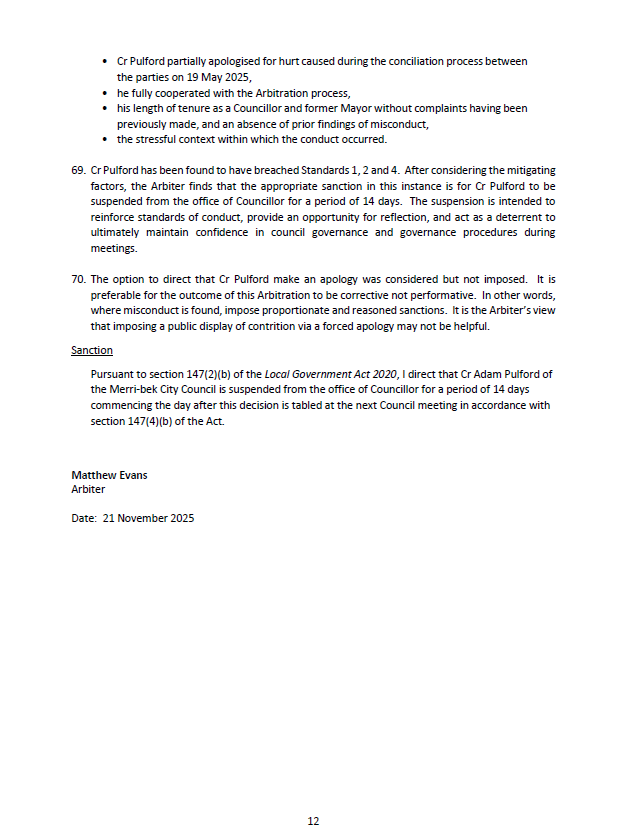 • Cr Pulford partially apologised for hurt caused during the conciliation process between
the parties on 19 May 2025,
• he fully cooperated with the Arbitration process,
• his length of tenure as a Councillor and former Mayor without complaints having been
previously made, and an absence of prior findings of misconduct,
• the stressful context within which the conduct occurred.
69. Cr Pulford has been found to have breached Standards 1, 2 and 4. After considering the mitigating
factors, the Arbiter finds that the appropriate sanction in this instance is for Cr Pulford to be
suspended from the office of Councillor for a period of 14 days. The suspension is intended to
reinforce standards of conduct, provide an opportunity for reflection, and act as a deterrent to
ultimately maintain confidence in council governance and governance procedures during
meetings.
70. The option to direct that Cr Pulford make an apology was considered but not imposed. It is
preferable for the outcome of this Arbitration to be corrective not performative. In other words,
where misconduct is found, impose proportionate and reasoned sanctions. It is the Arbiter's view
that imposing a public display of contrition via a forced apology may not be helpful.
Sanction
Pursuant to section 147(2)(b) of the Local Government Act 2020, I direct that Cr Adam Pulford of
the Merri-bek City Council is suspended from the office of Councillor for a period of 14 days
commencing the day after this decision is tabled at the next Council meeting in accordance with
section 147(4)(b) of the Act.
Matthew Evans
Arbiter
Date: 21 November 2025
12